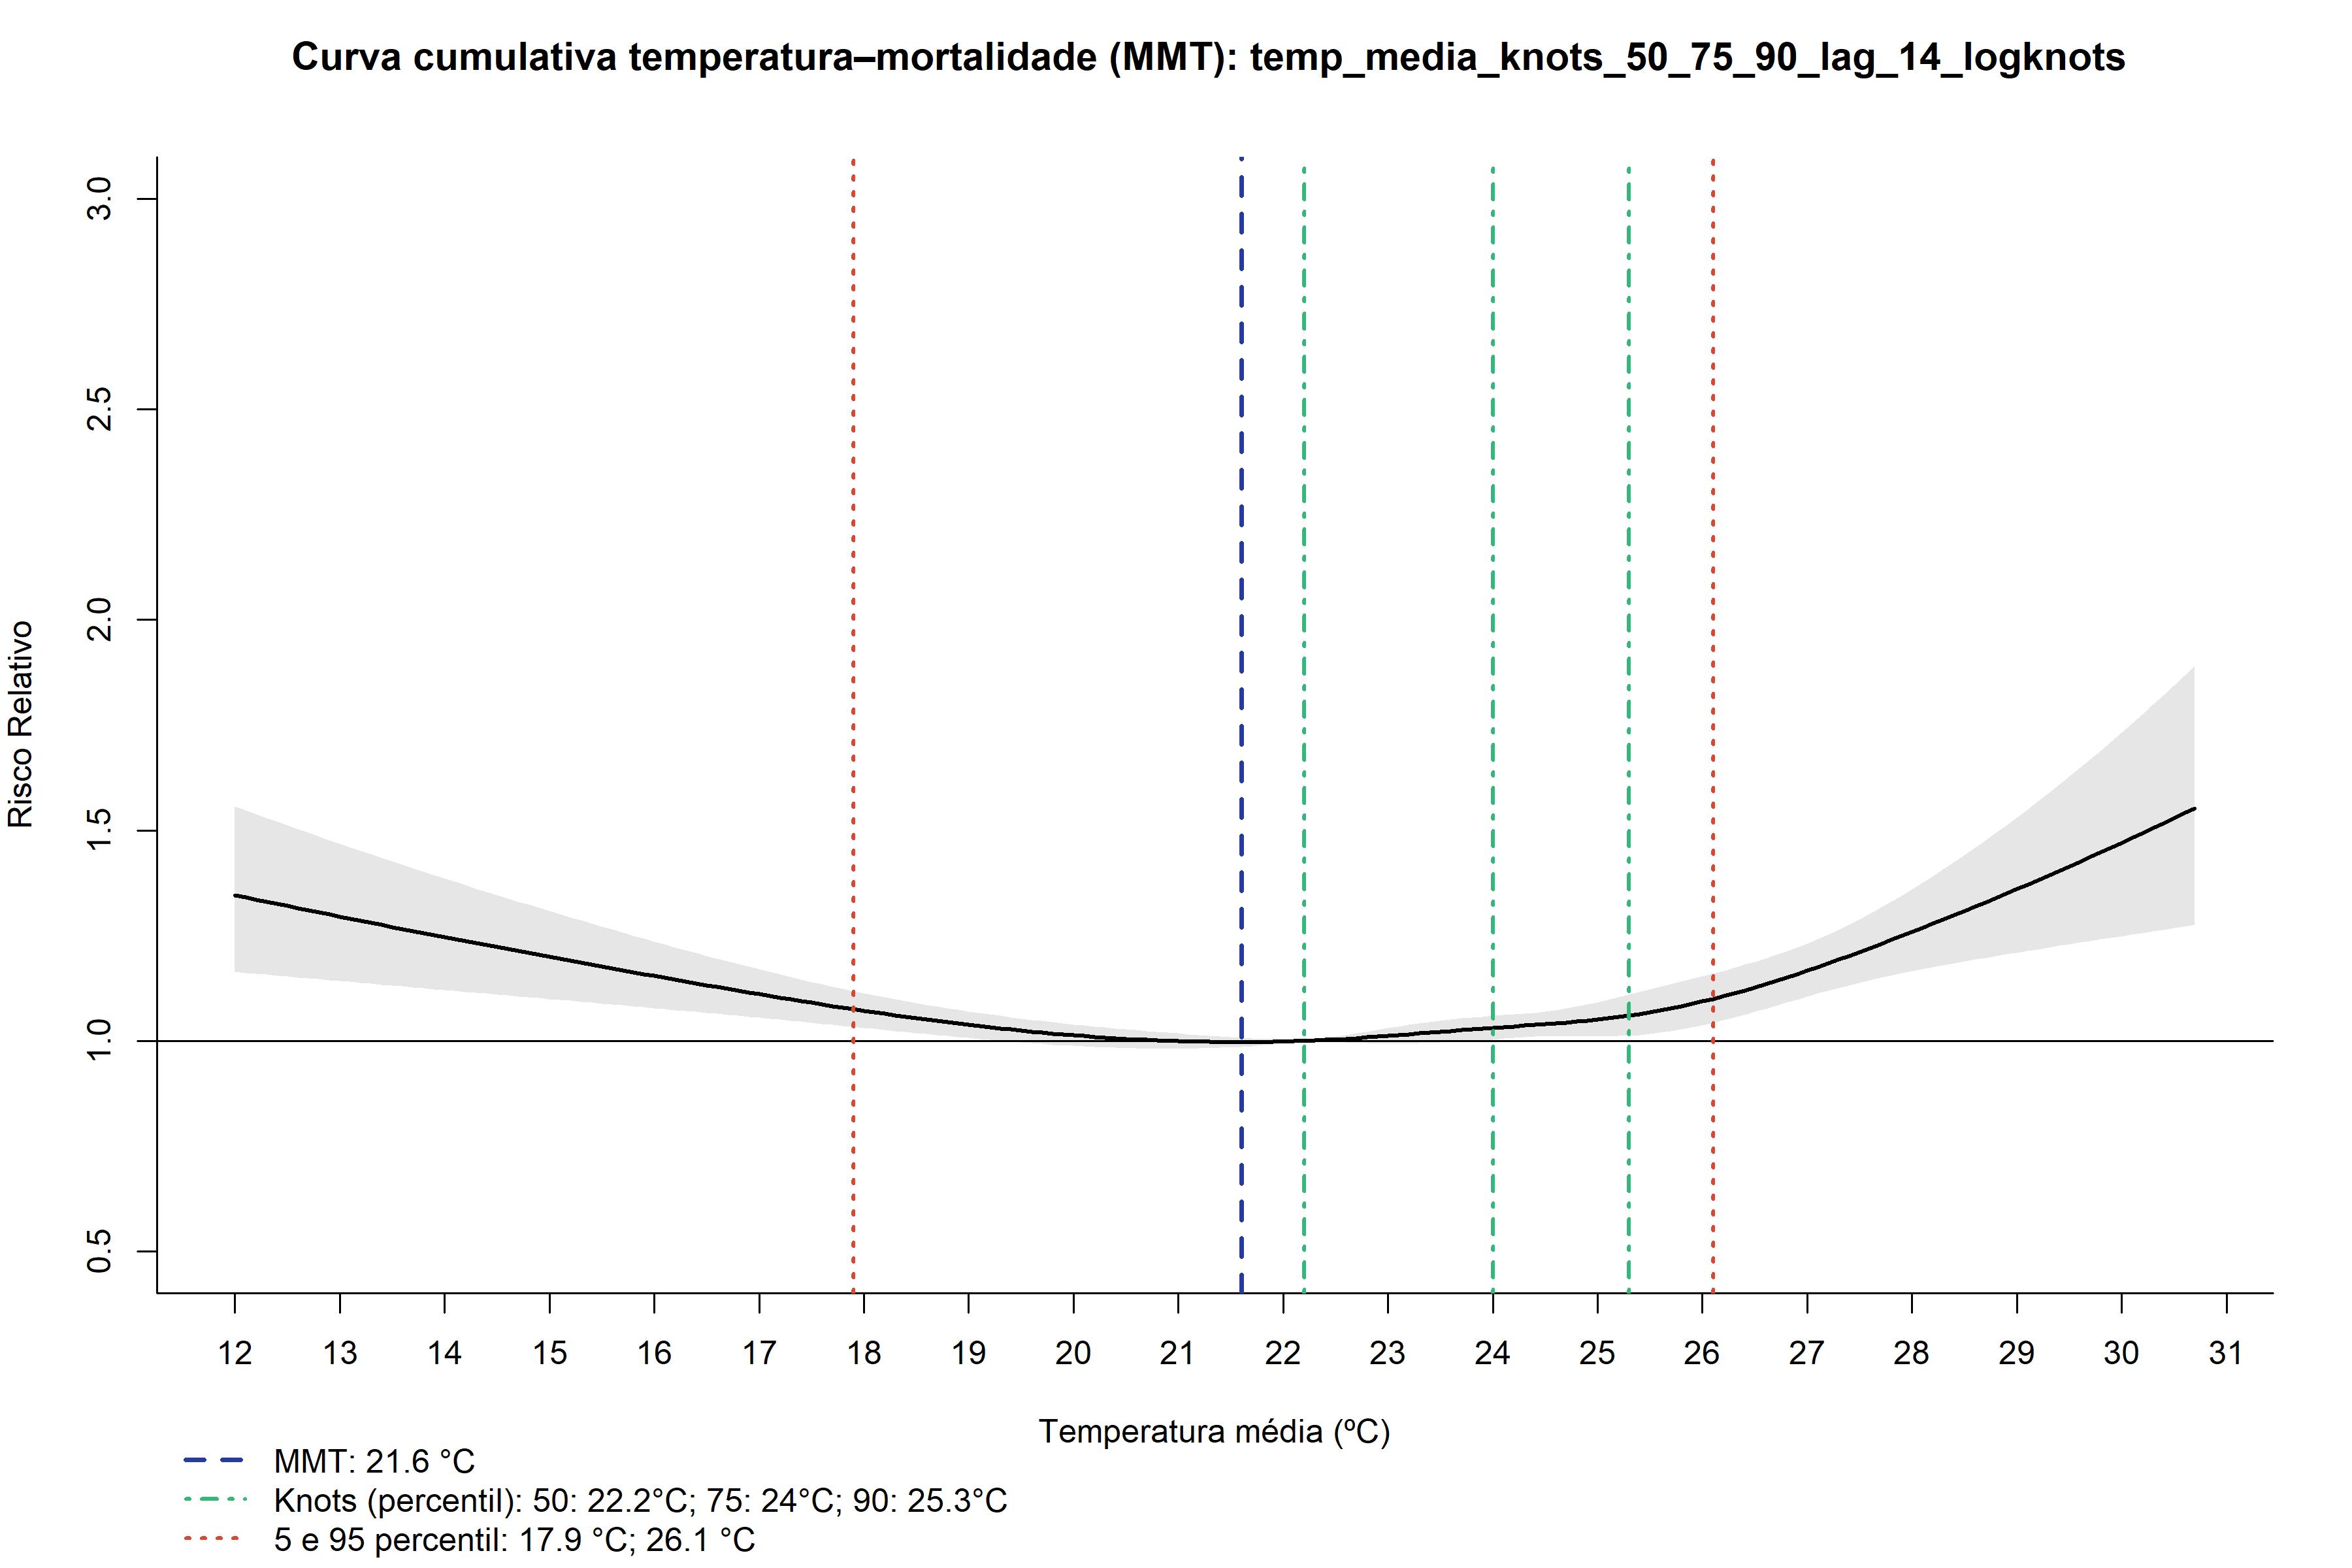 Curva cumulativa temperatura–mortalidade (MMT): temp_media_knots_50_75_90_lag_14_logknots
Risco Relativo
3.0
2.5
2.0
1.5
1.0
0.5
12 13 14 15 16 17 18 19 20 21 22 23 24 25 26 27 28 29 30 31
Temperatura média (ºC)
MMT: 21.6 °C
Knots (percentil): 50: 22.2°C; 75: 24°C; 90: 25.3°C
5 e 95 percentil: 17.9 °C; 26.1 °C